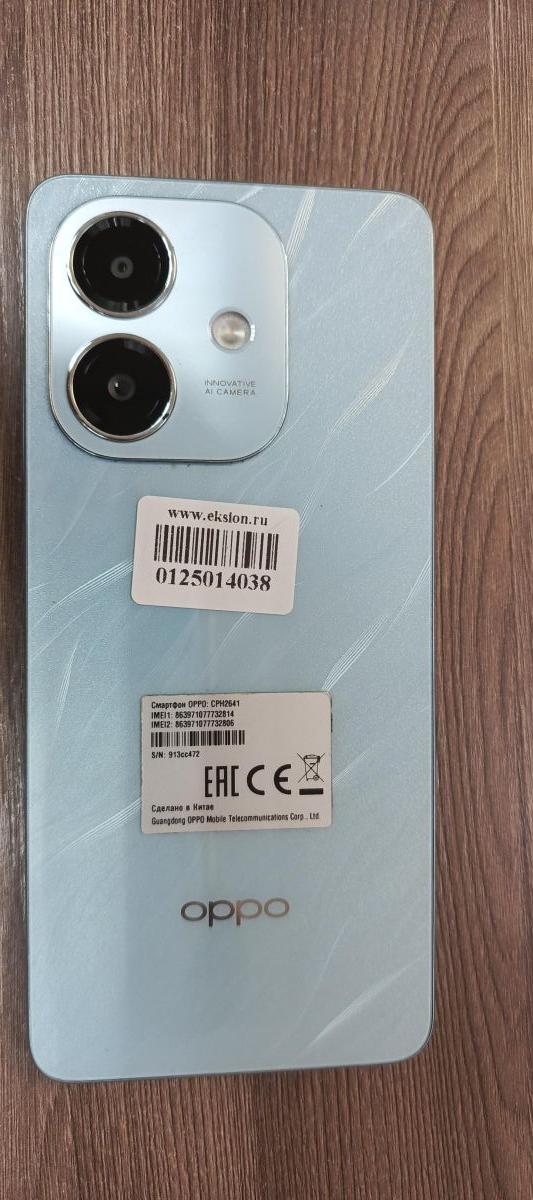 INNOVATIVE
AI CAMERA
www.eksion.ru
0125014038
Смартфон OPPO: CPH2641
IMEI1: 863971077732814
IMEI2: 863971077732806
S/N: 913cc472
EAC CE
Сделано в Китае
Guangdong OPPO Mobile Telecommunications Corp., Ltd.
oppo